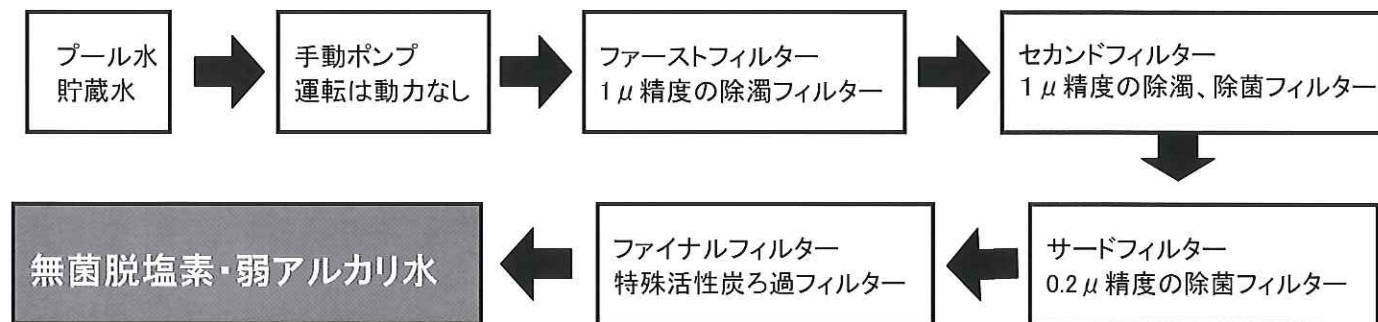 プール水
貯蔵水
手動ポンプ
運転は動力なし
ファーストフィルター
1μ精度の除濁フィルター
セカンドフィルター
1μ精度の除濁、除菌フィルター
サードフィルター
0.2μ精度の除菌フィルター
ファイナルフィルター
特殊活性炭ろ過フィルター
無菌脱塩素・弱アルカリ水